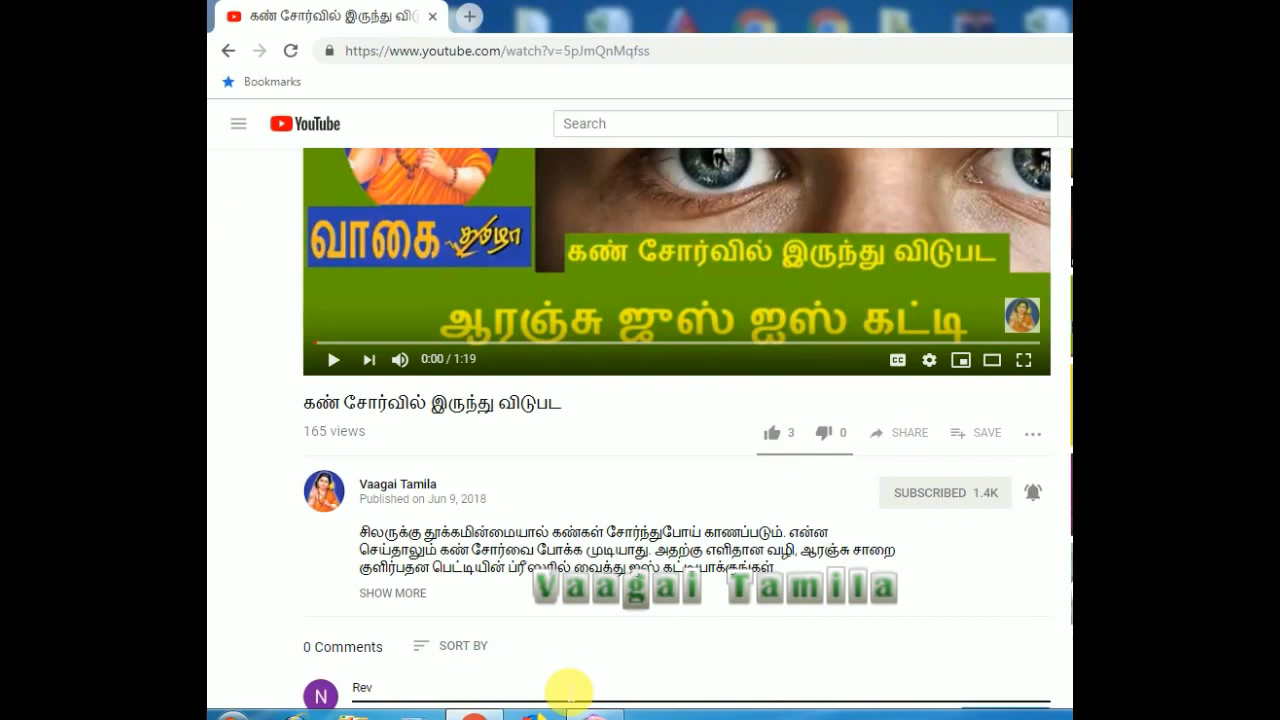 கண் சோர்வில் இருந்து விடு
https://www.youtube.com/watch?v=5pJmQnMqfss
Bookmarks
YouTube
Search
வாகை தமிழா
கண் சோர்வில் இருந்து விடுபட
ஆரஞ்சு ஜுஸ் ஐஸ் கட்டி
0:00 / 1:19
CC
கண் சோர்வில் இருந்து விடுபட
165 views
3 0 SHARE SAVE
Vaagai Tamila
Published on Jun 9, 2018
SUBSCRIBED 1.4K
சிலருக்கு தூக்கமின்மையால் கண்கள் சோர்ந்துபோய் காணப்படும். என்ன
செய்தாலும் கண் சோர்வை போக்க முடியாது. அதற்கு எளிதான வழி, ஆரஞ்சு சாறை
குளிர்பதன பெட்டியின் ப்ரீஸரில் வைத்து ஐஸ் கட்டியாக்குங்கள்
Vaagai Tamila
SHOW MORE
0 Comments SORT BY
N Rev